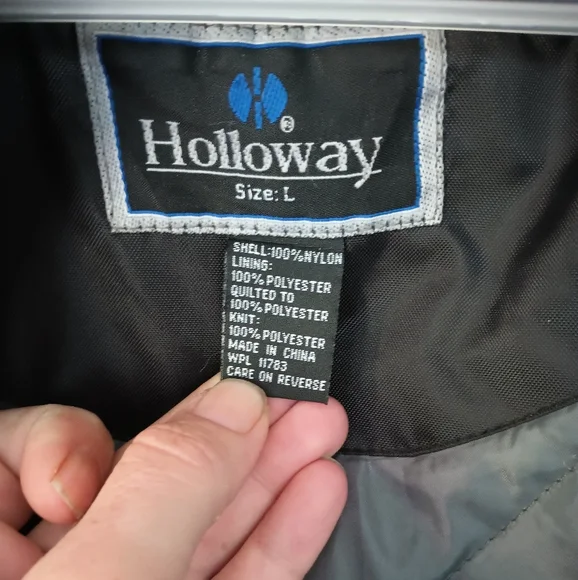 ®
Holloway
Size: L
SHELL:100%NYLON
LINING:
100% POLYESTER
QUILTED TO
100% POLYESTER
KNIT:
100% POLYESTER
MADE IN CHINA
WPL 11783
CARE ON REVERSE